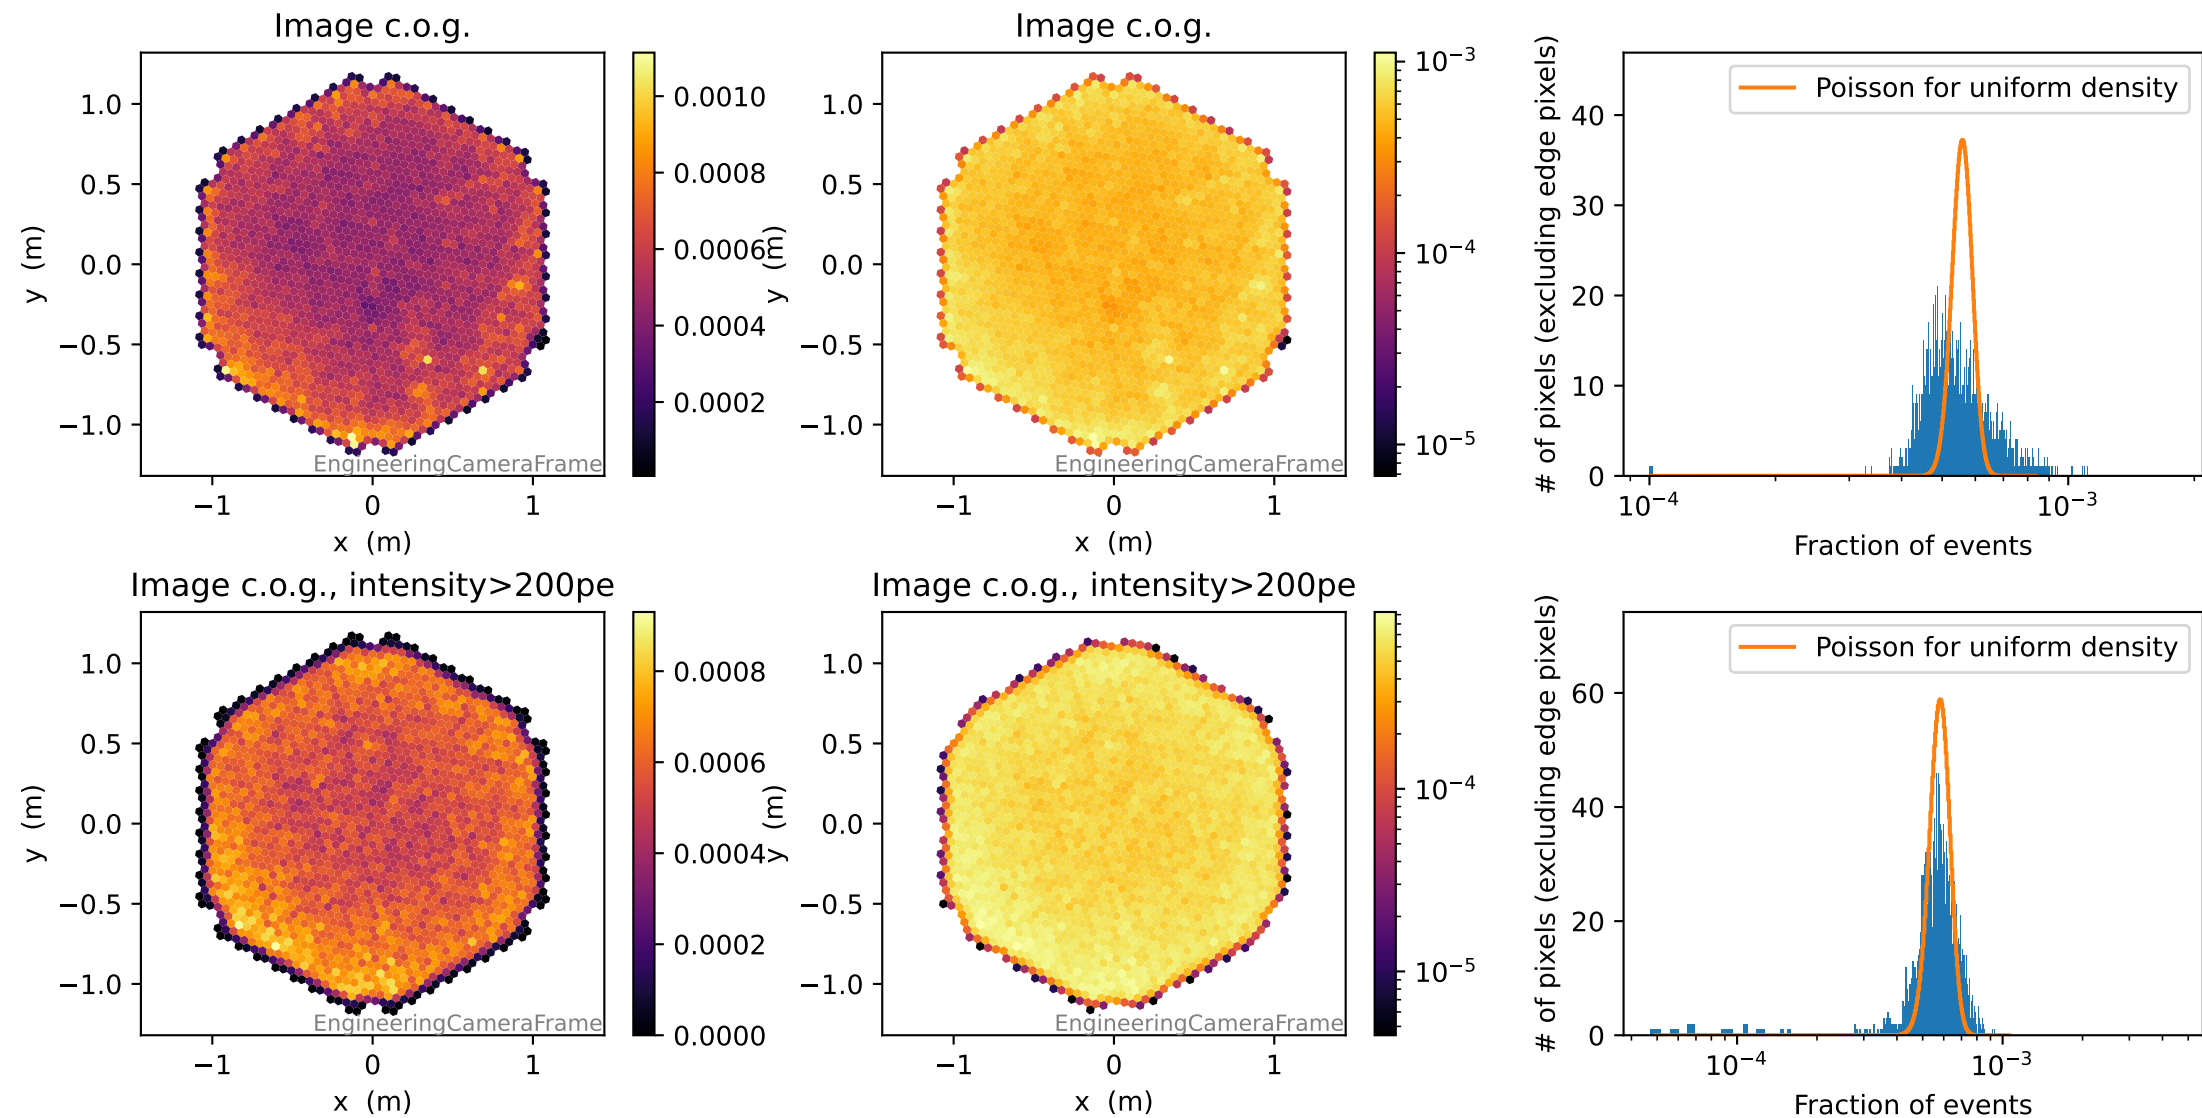 Image c.o.g.
1.0
0.5
0.0
−0.5
−1.0
y (m)
−1
0
1
x (m)
EngineeringCameraFrame
0.0010
0.0008
0.0006
0.0004
0.0002
Image c.o.g.
1.0
0.5
0.0
−0.5
−1.0
y (m)
−1
0
1
x (m)
EngineeringCameraFrame
10⁻³
10⁻⁴
10⁻⁵
Poisson for uniform density
40
30
20
10
0
# of pixels (excluding edge pixels)
10⁻⁴
10⁻³
Fraction of events
Image c.o.g., intensity>200pe
1.0
0.5
0.0
−0.5
−1.0
y (m)
−1
0
1
x (m)
EngineeringCameraFrame
0.0008
0.0006
0.0004
0.0002
0.0000
Image c.o.g., intensity>200pe
1.0
0.5
0.0
−0.5
−1.0
y (m)
−1
0
1
x (m)
EngineeringCameraFrame
10⁻⁴
10⁻⁵
Poisson for uniform density
60
40
20
0
# of pixels (excluding edge pixels)
10⁻⁴
10⁻³
Fraction of events